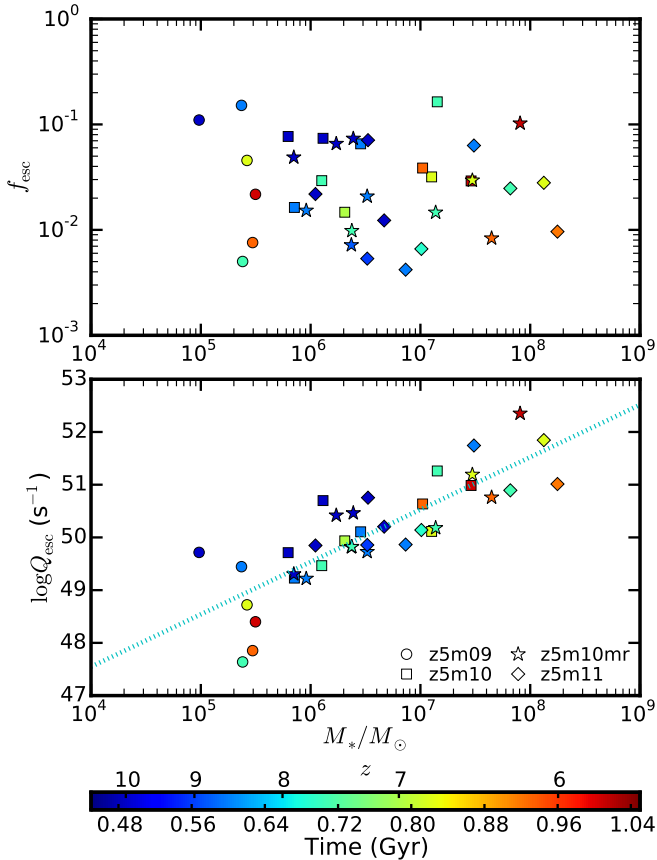 10^0
10^-1
f_esc
10^-2
10^-3
10^4 10^5 10^6 10^7 10^8 10^9
53
52
51
logQ_esc (s^−1)
50
49
48
47
z5m09 z5m10mr
z5m10 z5m11
10^4 10^5 10^6 10^7 10^8 10^9
M_*/M_⊙
z
10 9 8 7 6
0.48 0.56 0.64 0.72 0.80 0.88 0.96 1.04
Time (Gyr)